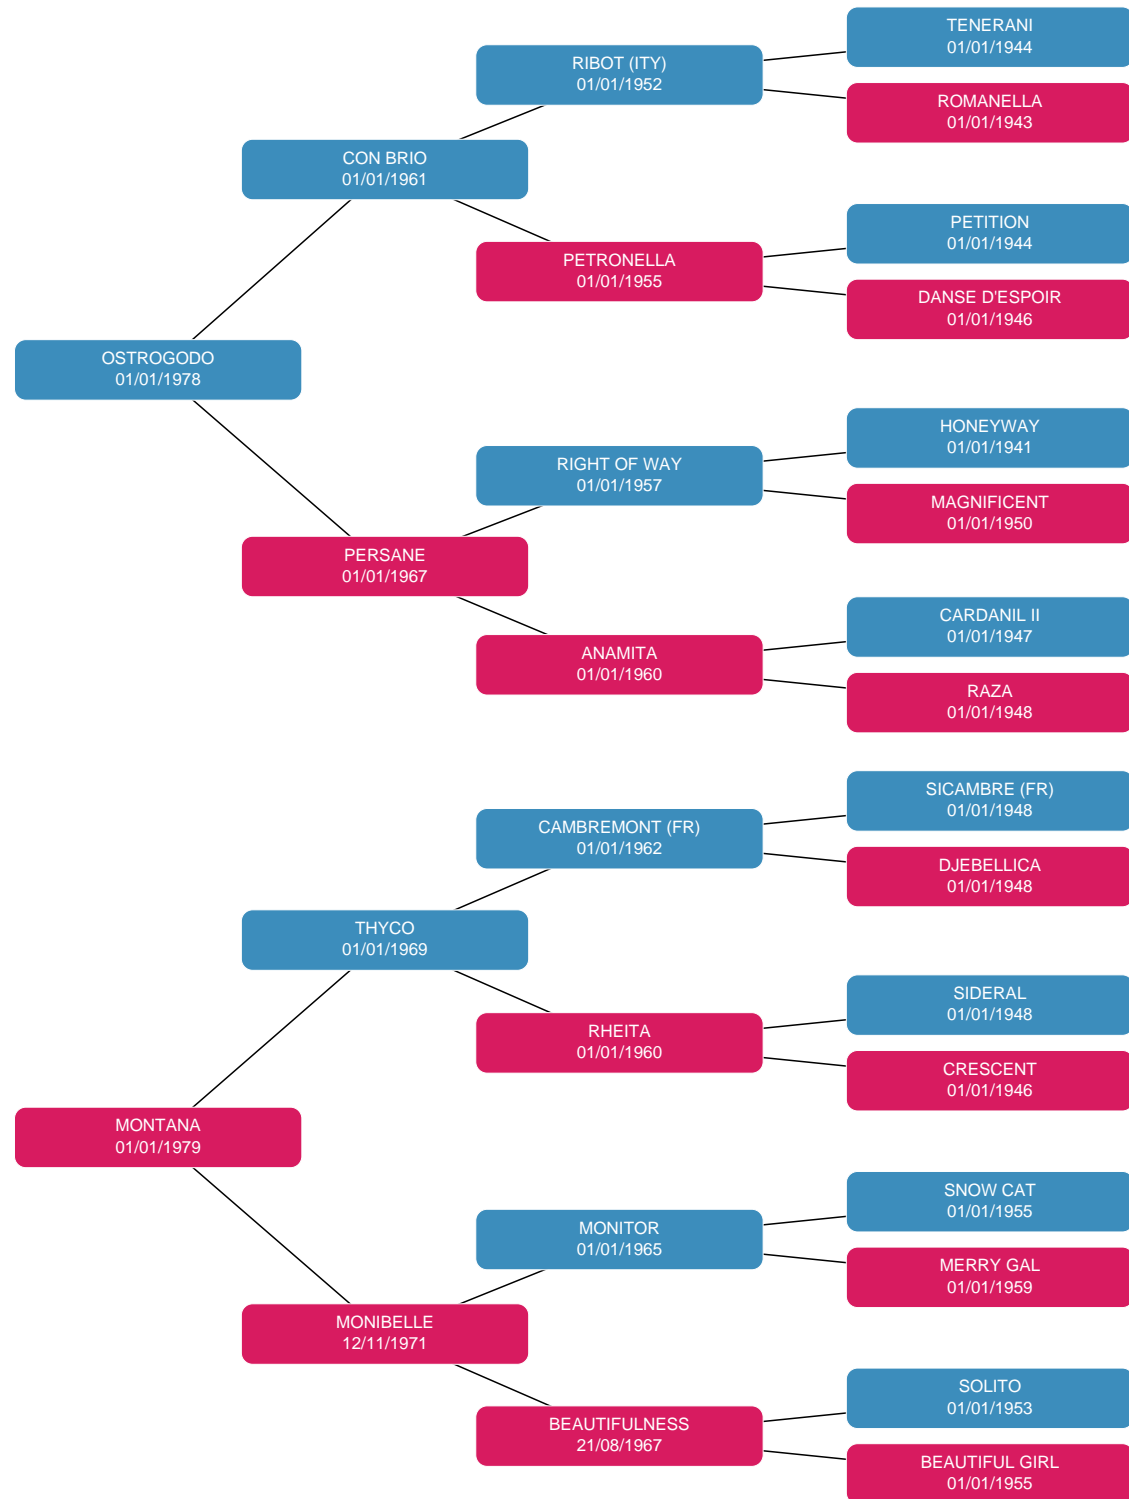 TENERANI
01/01/1944
RIBOT (ITY)
01/01/1952
ROMANELLA
01/01/1943
CON BRIO
01/01/1961
PETITION
01/01/1944
PETRONELLA
01/01/1955
DANSE D'ESPOIR
01/01/1946
OSTROGODO
01/01/1978
HONEYWAY
01/01/1941
RIGHT OF WAY
01/01/1957
MAGNIFICENT
01/01/1950
PERSANE
01/01/1967
CARDANIL II
01/01/1947
ANAMITA
01/01/1960
RAZA
01/01/1948
SICAMBRE (FR)
01/01/1948
CAMBREMONT (FR)
01/01/1962
DJEBELLICA
01/01/1948
THYCO
01/01/1969
SIDERAL
01/01/1948
RHEITA
01/01/1960
CRESCENT
01/01/1946
MONTANA
01/01/1979
SNOW CAT
01/01/1955
MONITOR
01/01/1965
MERRY GAL
01/01/1959
MONIBELLE
12/11/1971
SOLITO
01/01/1953
BEAUTIFULNESS
21/08/1967
BEAUTIFUL GIRL
01/01/1955